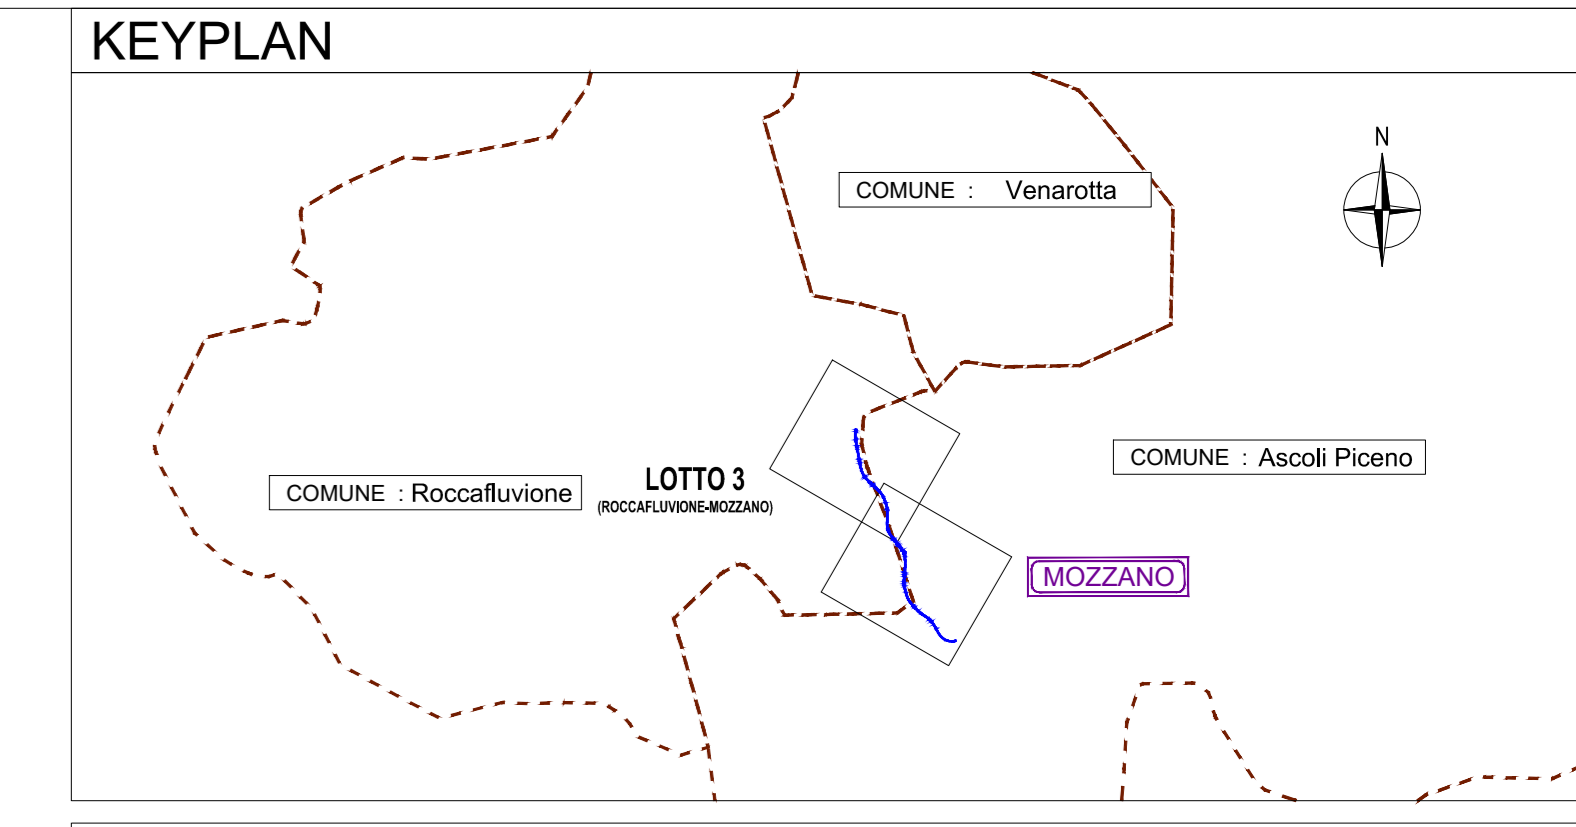 KEYPLAN
N
COMUNE : Venarotta
COMUNE : Ascoli Piceno
LOTTO 3
COMUNE : Roccafluvione
(ROCCAFLUVIONE-MOZZANO)
MOZZANO